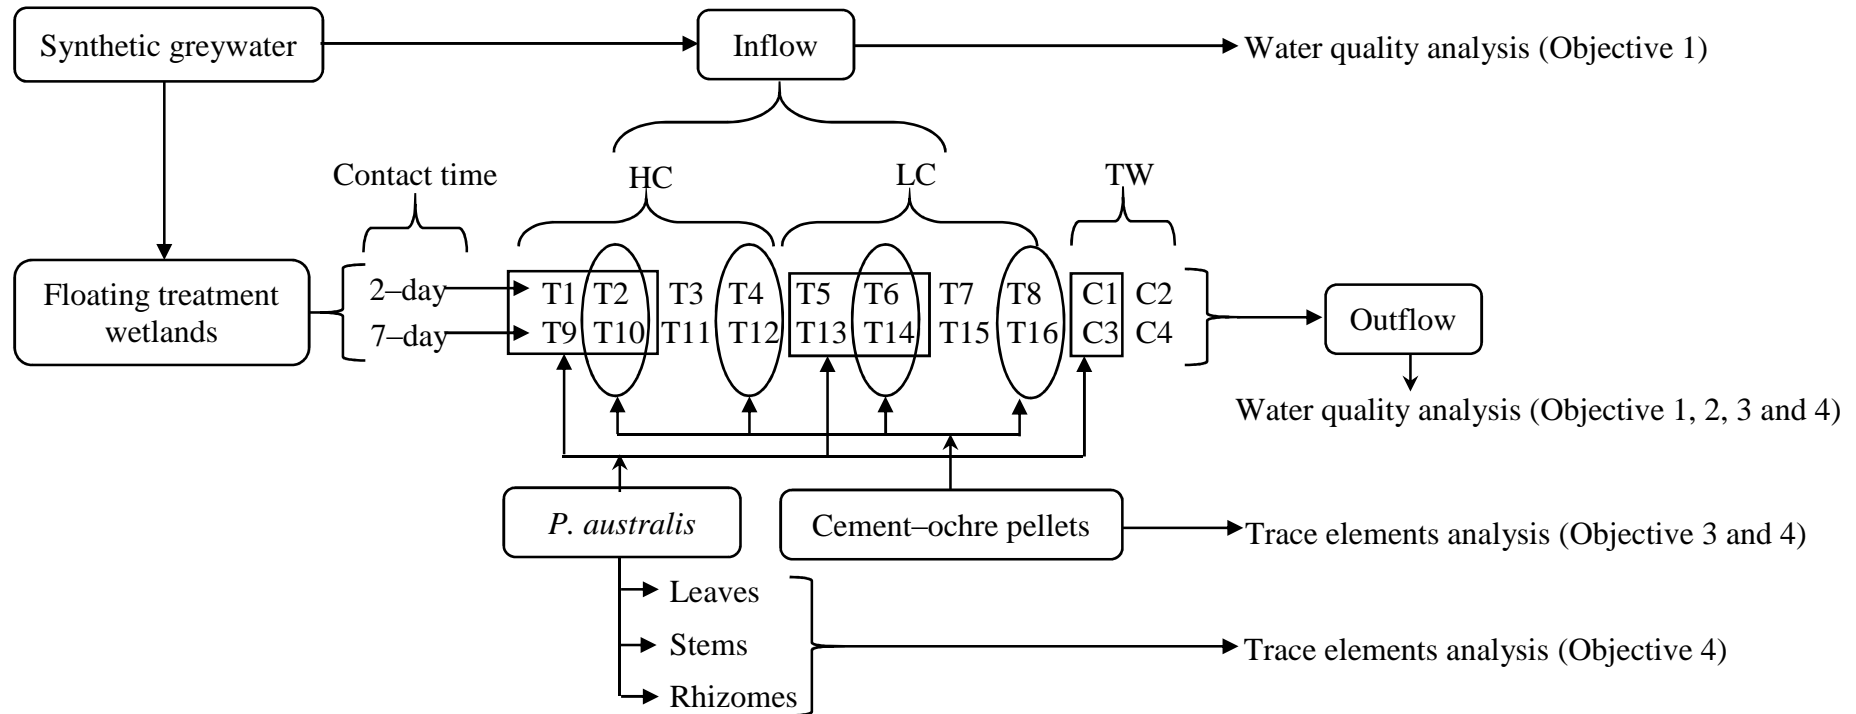 Synthetic greywater
Inflow
Water quality analysis (Objective 1)
Contact time
HC
LC
TW
Floating treatment
wetlands
2–day
T1 T2 T3 T4 T5 T6 T7 T8 C1 C2
7–day
T9 T10 T11 T12 T13 T14 T15 T16 C3 C4
Outflow
Water quality analysis (Objective 1, 2, 3 and 4)
P. australis
Cement–ochre pellets
Trace elements analysis (Objective 3 and 4)
Leaves
Stems
Rhizomes
Trace elements analysis (Objective 4)